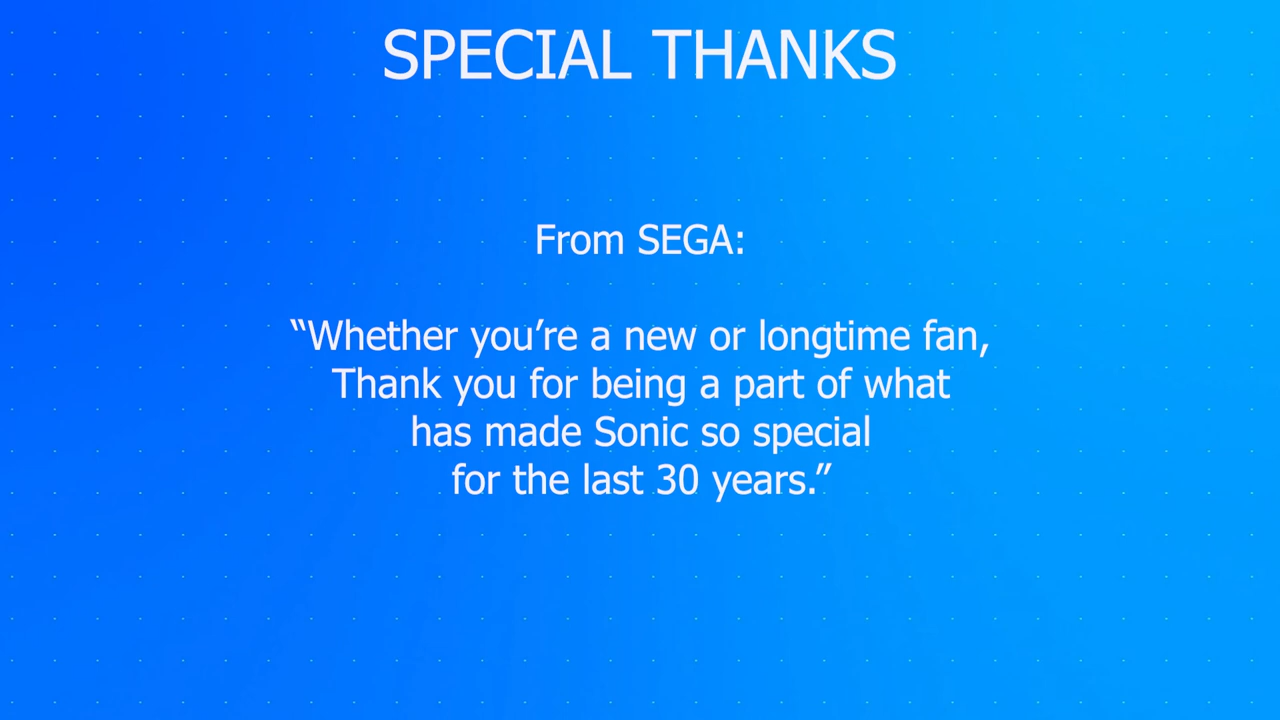 SPECIAL THANKS
From SEGA:
“Whether you’re a new or longtime fan,
Thank you for being a part of what
has made Sonic so special
for the last 30 years.”